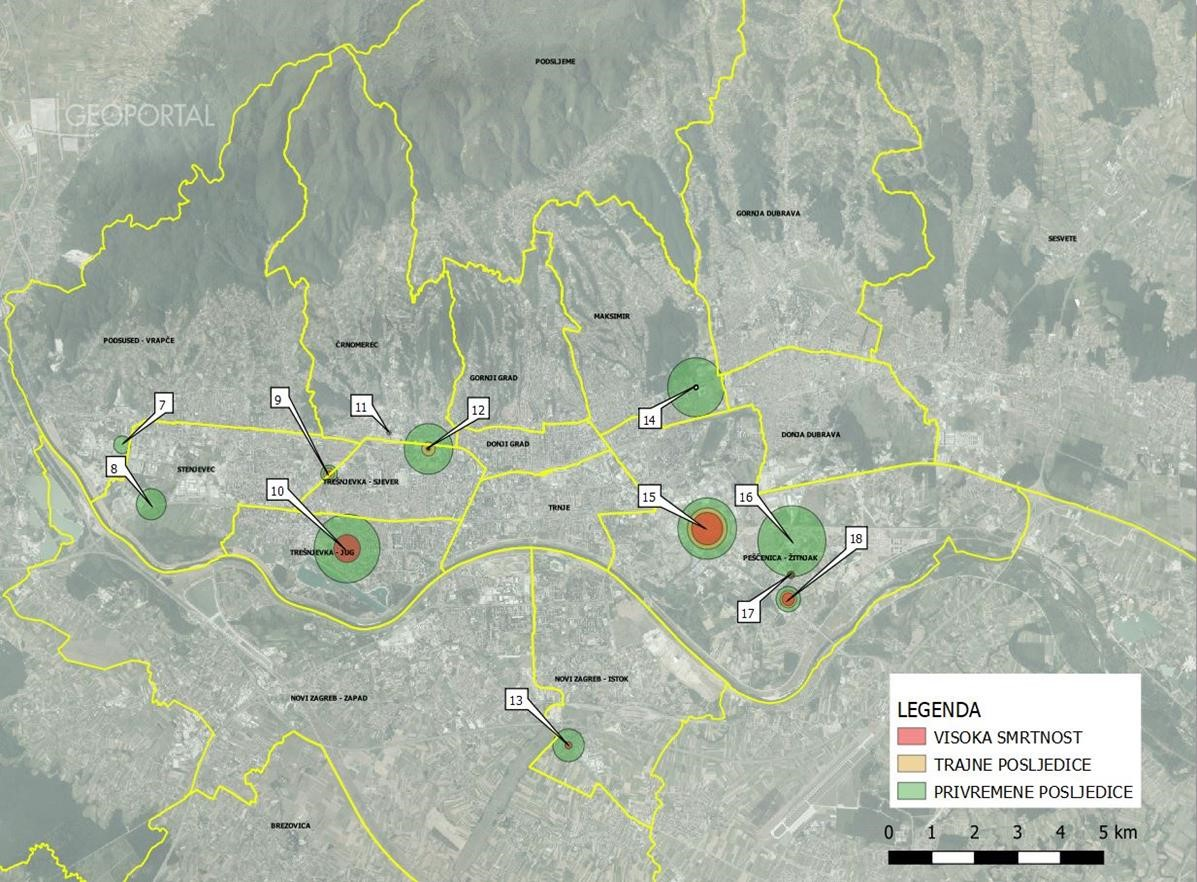 PODSLJEME
GEOPORTAL
GORNJA DUBRAVA
SESVETE
MAKSIMIR
PODSUSED - VRAPČE
ČRNOMEREC
GORNJI GRAD
7
9
11
12
14
DONJI GRAD
DONJA DUBRAVA
8
STENJEVEC
TREŠNJEVKA - SJEVER
10
15
16
TRNJE
18
TREŠNJEVKA - JUG
PEŠČENICA - ŽITNJAK
17
NOVI ZAGREB - ISTOK
NOVI ZAGREB - ZAPAD
13
BREZOVICA
LEGENDA
VISOKA SMRTNOST
TRAJNE POSLJEDICE
PRIVREMENE POSLJEDICE
0 1 2 3 4 5 km